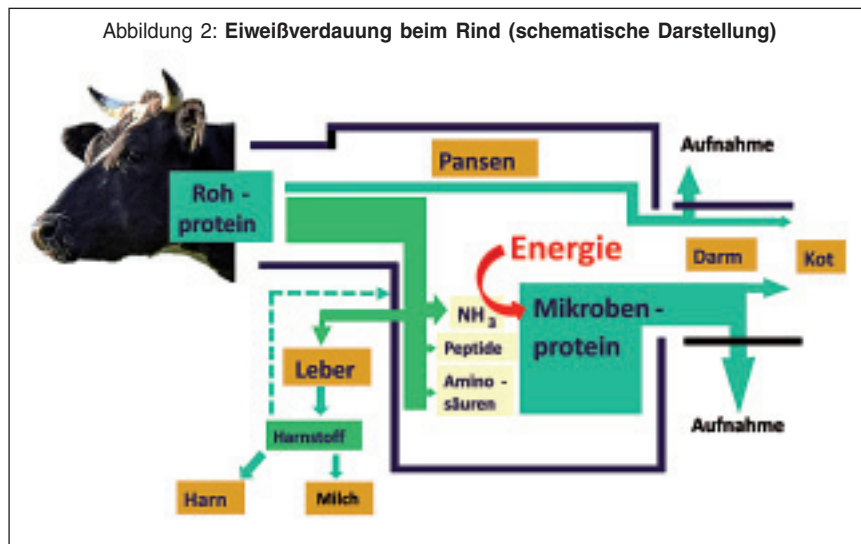 Abbildung 2: Eiweißverdauung beim Rind (schematische Darstellung)
Aufnahme
Pansen
Roh -
protein
Energie
Darm
Kot
NH3
Mikroben -
protein
Peptide
Leber
Amino -
säuren
Aufnahme
Harnstoff
Harn
Milch